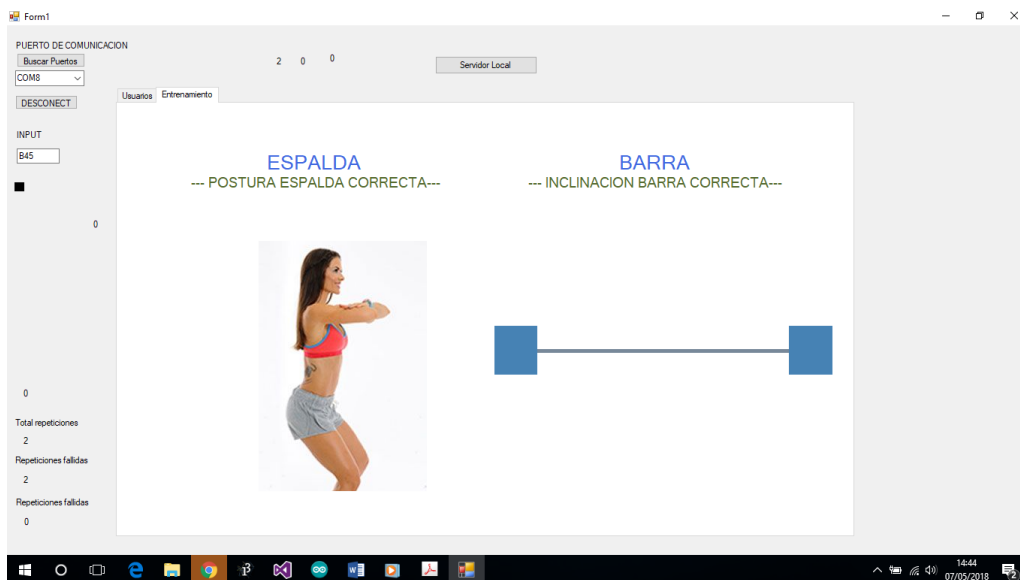 Form1
PUERTO DE COMUNICACION
Buscar Puertos
COM8
DESCONECT
2 0 0
Servidor Local
Usuarios Entrenamiento
INPUT
B45
0
ESPALDA
--- POSTURA ESPALDA CORRECTA---
BARRA
--- INCLINACION BARRA CORRECTA---
0
Total repeticiones
2
Repeticiones fallidas
2
Repeticiones fallidas
0
14:44
07/05/2018
2